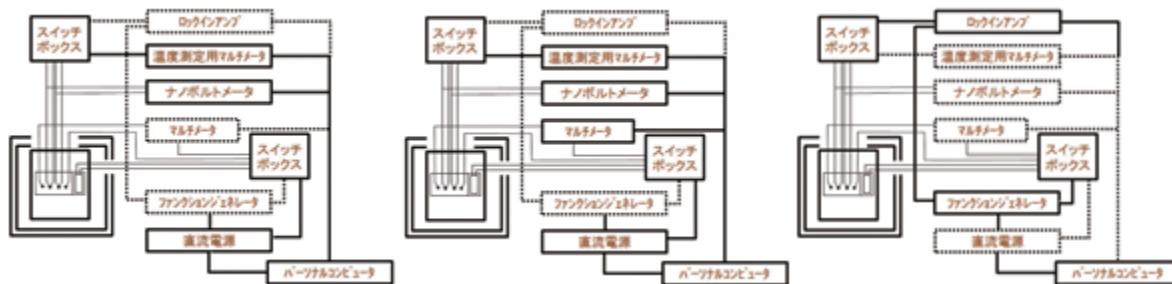 スイッチ
ボックス
ロックインアンプ
温度測定用マルチメータ
ナノボルトメータ
マルチメータ
スイッチ
ボックス
ファンクションジェネレータ
直流電源
パーソナルコンピュータ
スイッチ
ボックス
ロックインアンプ
温度測定用マルチメータ
ナノボルトメータ
マルチメータ
スイッチ
ボックス
ファンクションジェネレータ
直流電源
パーソナルコンピュータ
スイッチ
ボックス
ロックインアンプ
温度測定用マルチメータ
ナノボルトメータ
マルチメータ
スイッチ
ボックス
ファンクションジェネレータ
直流電源
パーソナルコンピュータ